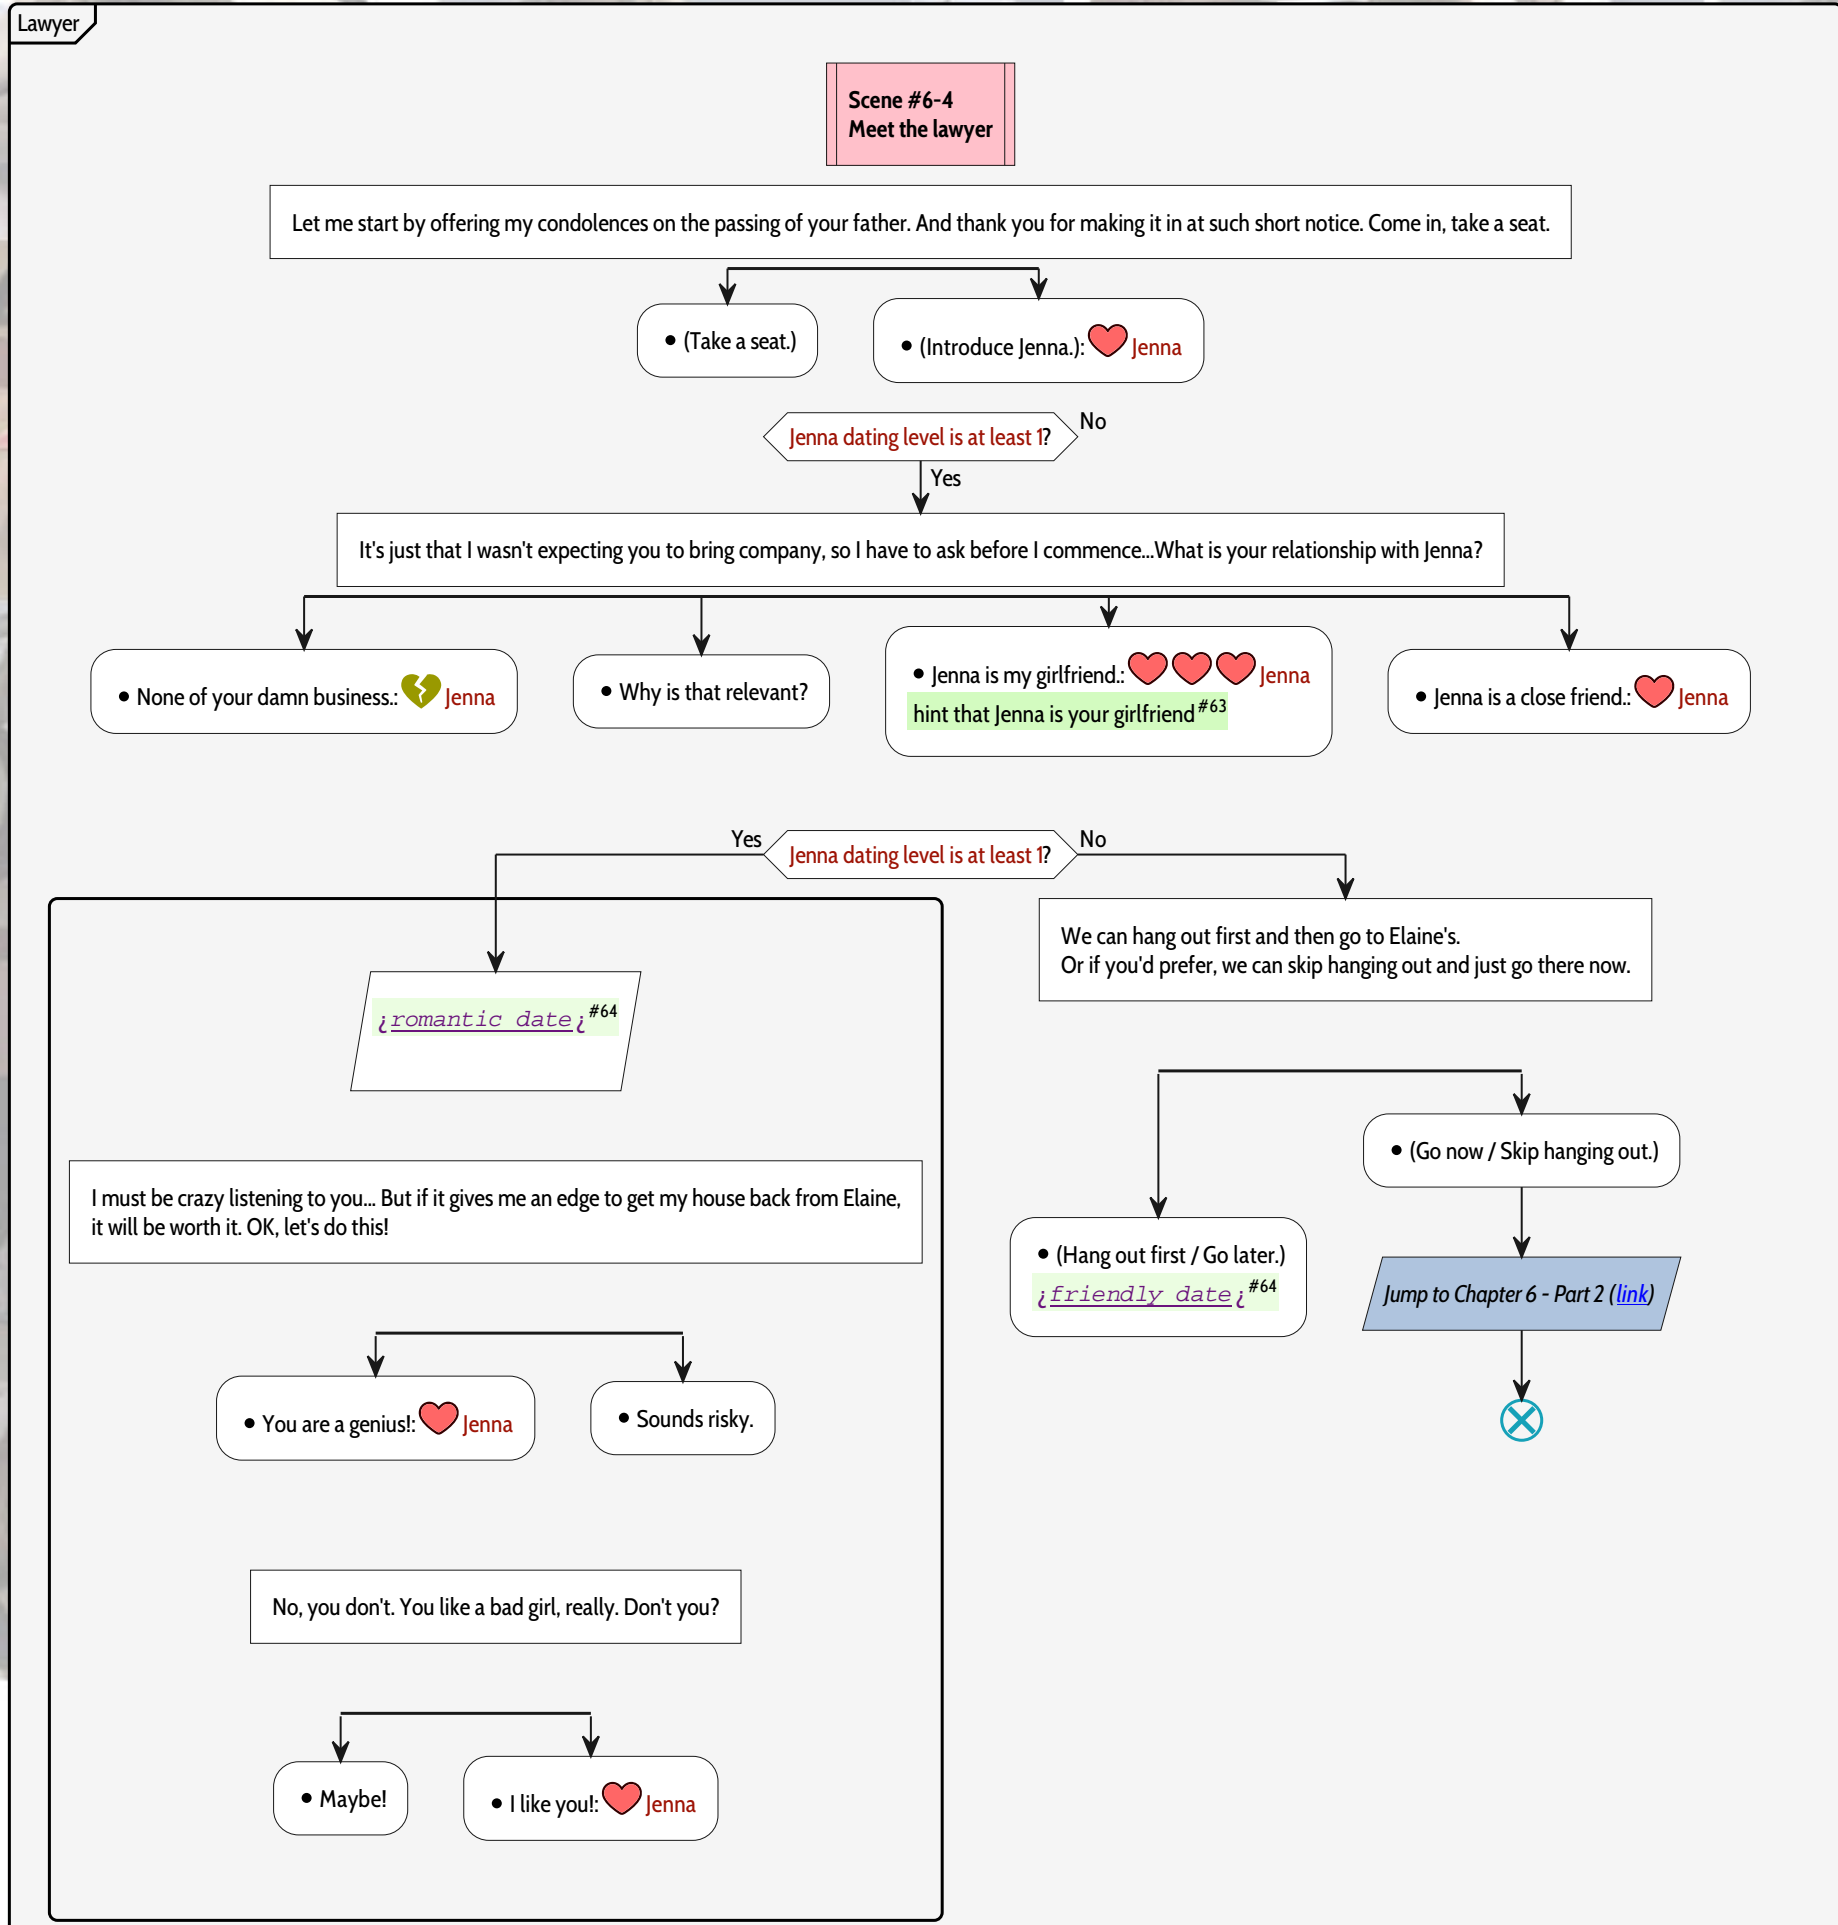 Lawyer
Scene #6-4
Meet the lawyer
Let me start by offering my condolences on the passing of your father. And thank you for making it in at such short notice. Come in, take a seat.
• (Take a seat.)
• (Introduce Jenna.): Jenna
Jenna dating level is at least 1?
No
Yes
It's just that I wasn't expecting you to bring company, so I have to ask before I commence...What is your relationship with Jenna?
• None of your damn business.: Jenna
• Why is that relevant?
• Jenna is my girlfriend.: Jenna
hint that Jenna is your girlfriend #63
• Jenna is a close friend.: Jenna
Yes
Jenna dating level is at least 1?
No
¿romantic date¿ #64
I must be crazy listening to you... But if it gives me an edge to get my house back from Elaine,
it will be worth it. OK, let's do this!
• You are a genius!: Jenna
• Sounds risky.
No, you don't. You like a bad girl, really. Don't you?
• Maybe!
• I like you!: Jenna
We can hang out first and then go to Elaine's.
Or if you'd prefer, we can skip hanging out and just go there now.
• (Hang out first / Go later.)
¿friendly date¿ #64
• (Go now / Skip hanging out.)
Jump to Chapter 6 - Part 2 (link)